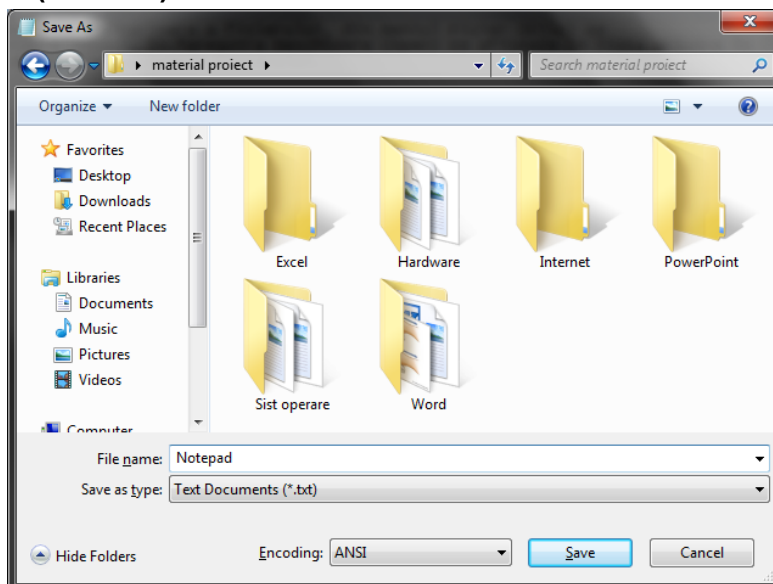 Save As
material proiect
Search material proiect
Organize
New folder
Favorites
Desktop
Downloads
Recent Places
Libraries
Documents
Music
Pictures
Videos
Computer
Excel
Hardware
Internet
PowerPoint
Sist operare
Word
File name: Notepad
Save as type: Text Documents (*.txt)
Hide Folders
Encoding: ANSI
Save
Cancel